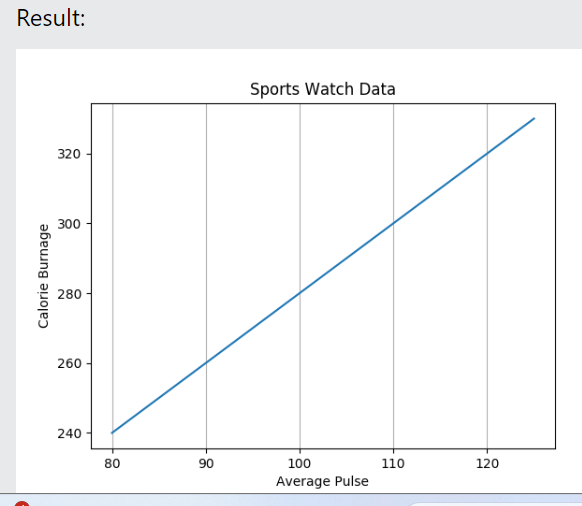 Result:
Sports Watch Data
320
300
280
260
240
Calorie Burnage
80 90 100 110 120
Average Pulse